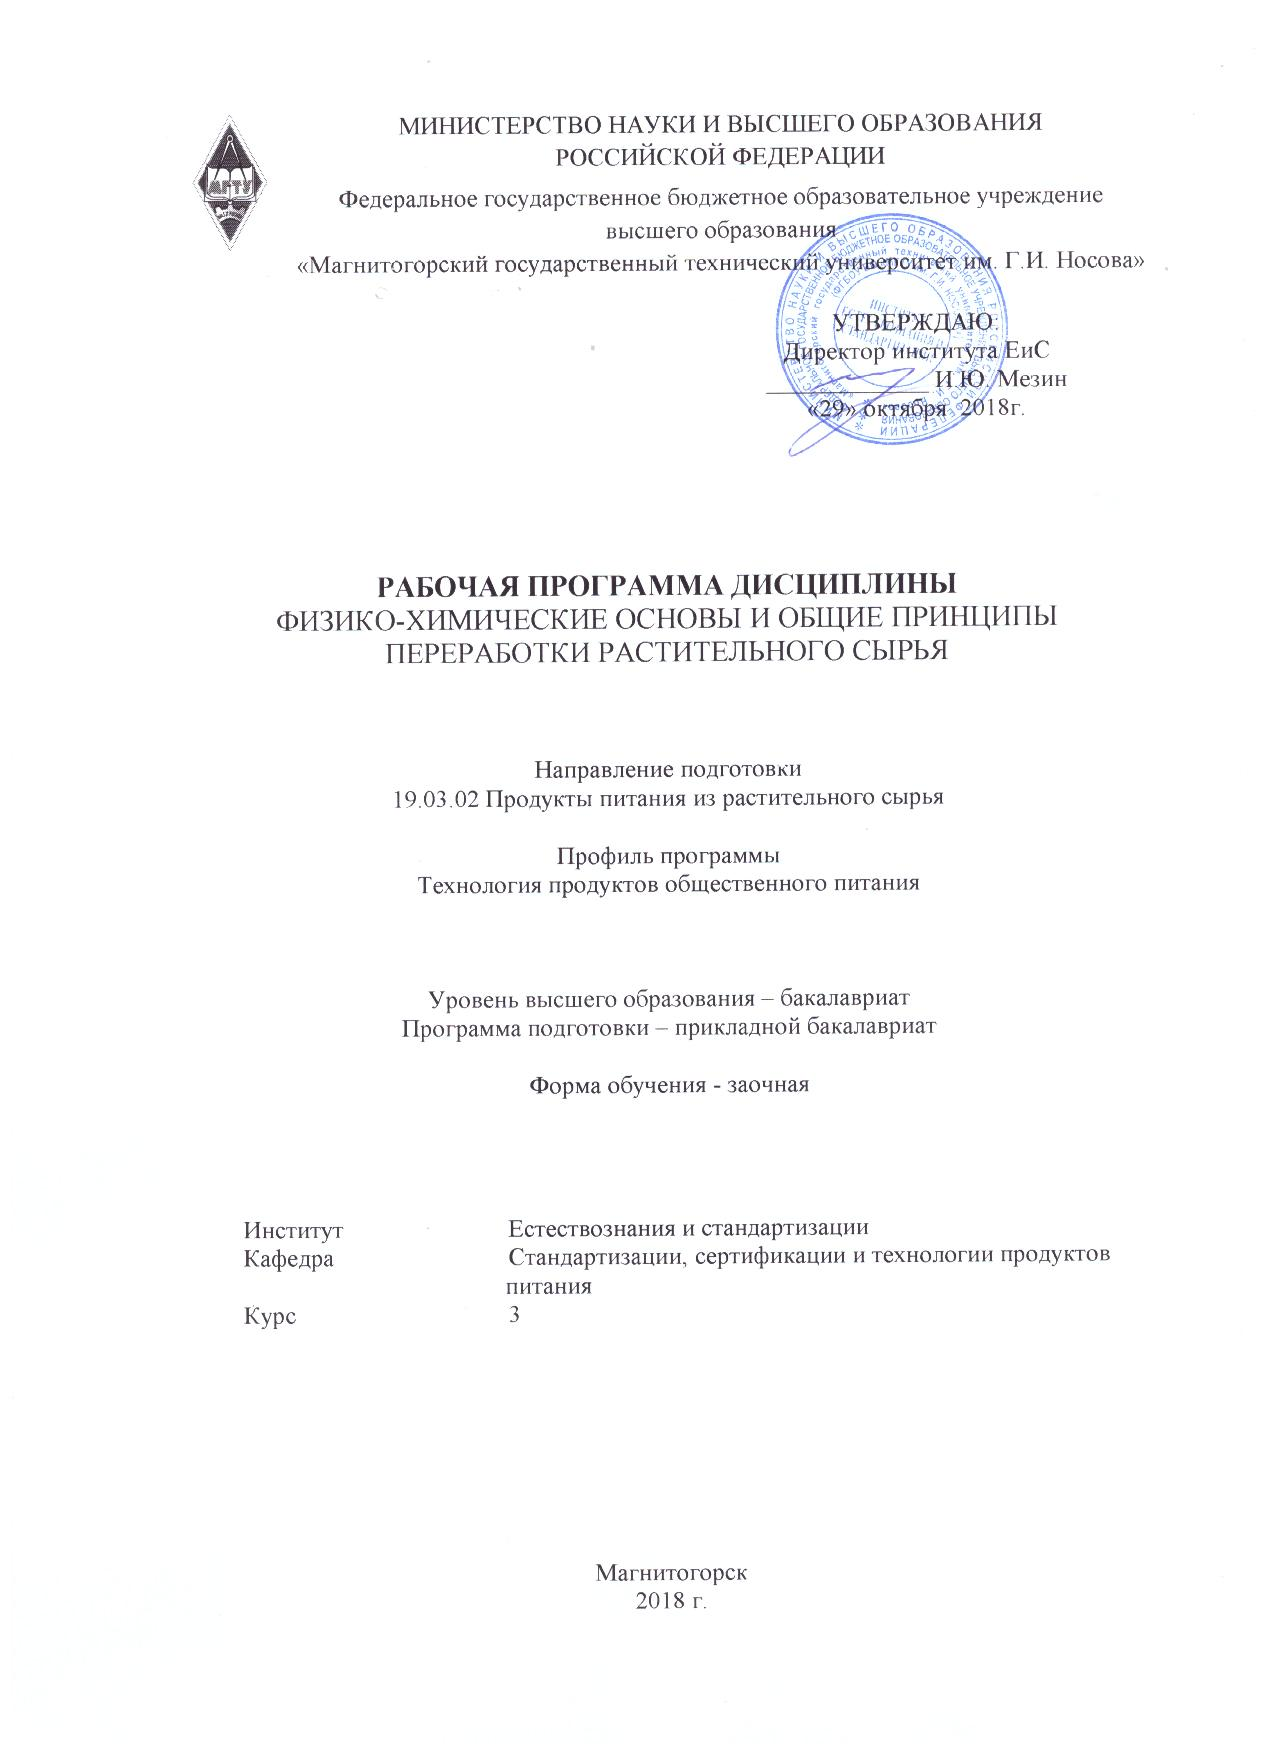 МГТУ
МИНИСТЕРСТВО НАУКИ И ВЫСШЕГО ОБРАЗОВАНИЯ
РОССИЙСКОЙ ФЕДЕРАЦИИ
Федеральное государственное бюджетное образовательное учреждение
высшего образования
«Магнитогорский государственный технический университет им. Г.И. Носова»
УТВЕРЖДАЮ:
Директор института ЕиС
И.Ю. Мезин
«29» октября 2018г.
РАБОЧАЯ ПРОГРАММА ДИСЦИПЛИНЫ
ФИЗИКО-ХИМИЧЕСКИЕ ОСНОВЫ И ОБЩИЕ ПРИНЦИПЫ
ПЕРЕРАБОТКИ РАСТИТЕЛЬНОГО СЫРЬЯ
Направление подготовки
19.03.02 Продукты питания из растительного сырья
Профиль программы
Технология продуктов общественного питания
Уровень высшего образования – бакалавриат
Программа подготовки – прикладной бакалавриат
Форма обучения - заочная
Институт Естествознания и стандартизации
Кафедра Стандартизации, сертификации и технологии продуктов
питания
Курс 3
Магнитогорск
2018 г.